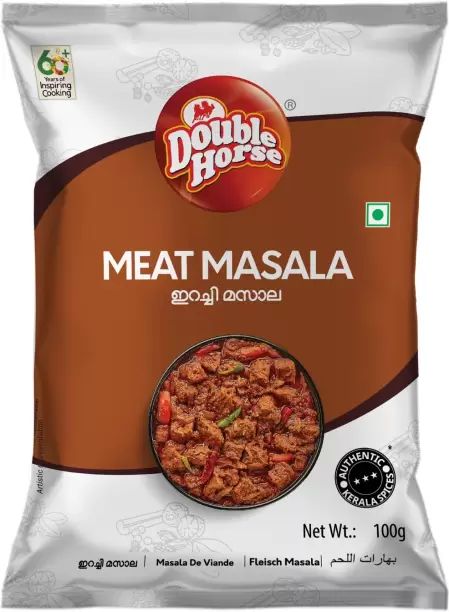 60+
Years of
Inspiring
Cooking
Double
Horse
®
MEAT MASALA
ഇറച്ചി മസാല
AUTHENTIC
KERALA SPICES
*
Net Wt.: 100g
ഇറച്ചി മസാല | Masala De Viande | Fleisch Masala | بهارات اللحم